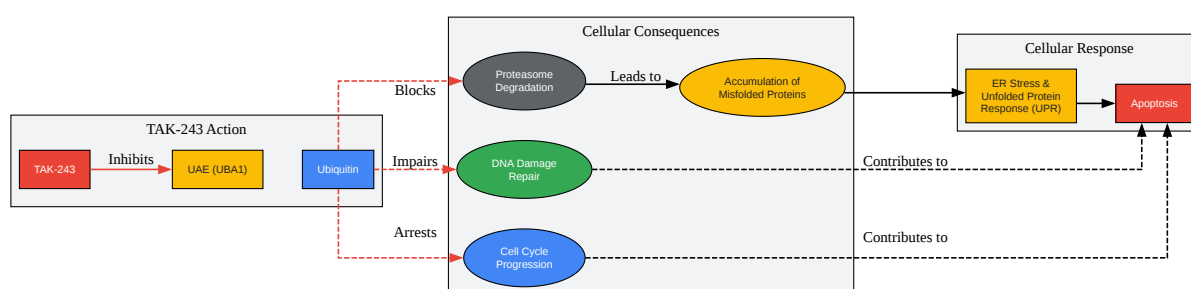 Cellular Consequences
Cellular Response
Proteasome
Degradation
Blocks
Leads to
Accumulation of
Misfolded Proteins
ER Stress &
Unfolded Protein
Response (UPR)
Apoptosis
TAK-243 Action
TAK-243
Inhibits
UAE (UBA1)
Ubiquitin
Impairs
DNA Damage
Repair
Contributes to
Arrests
Cell Cycle
Progression
Contributes to